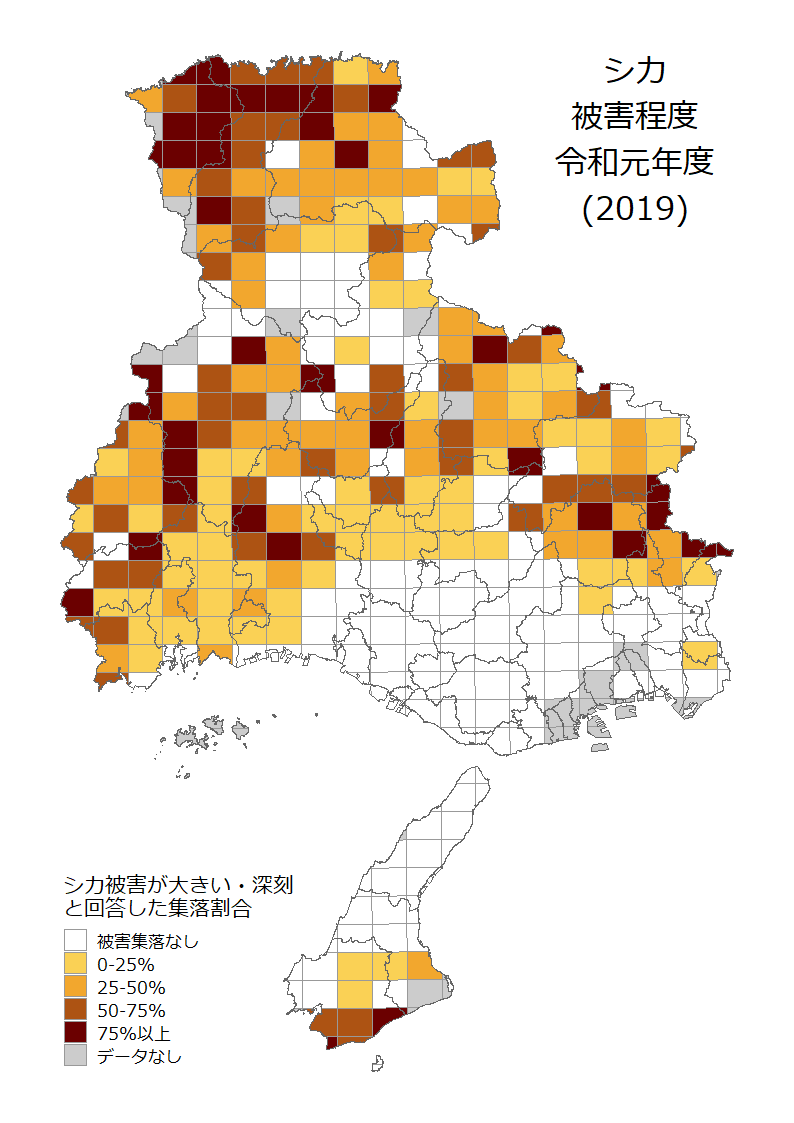 シカ
被害程度
令和元年度
(2019)
シカ被害が大きい・深刻
と回答した集落割合
被害集落なし
0-25%
25-50%
50-75%
75%以上
データなし